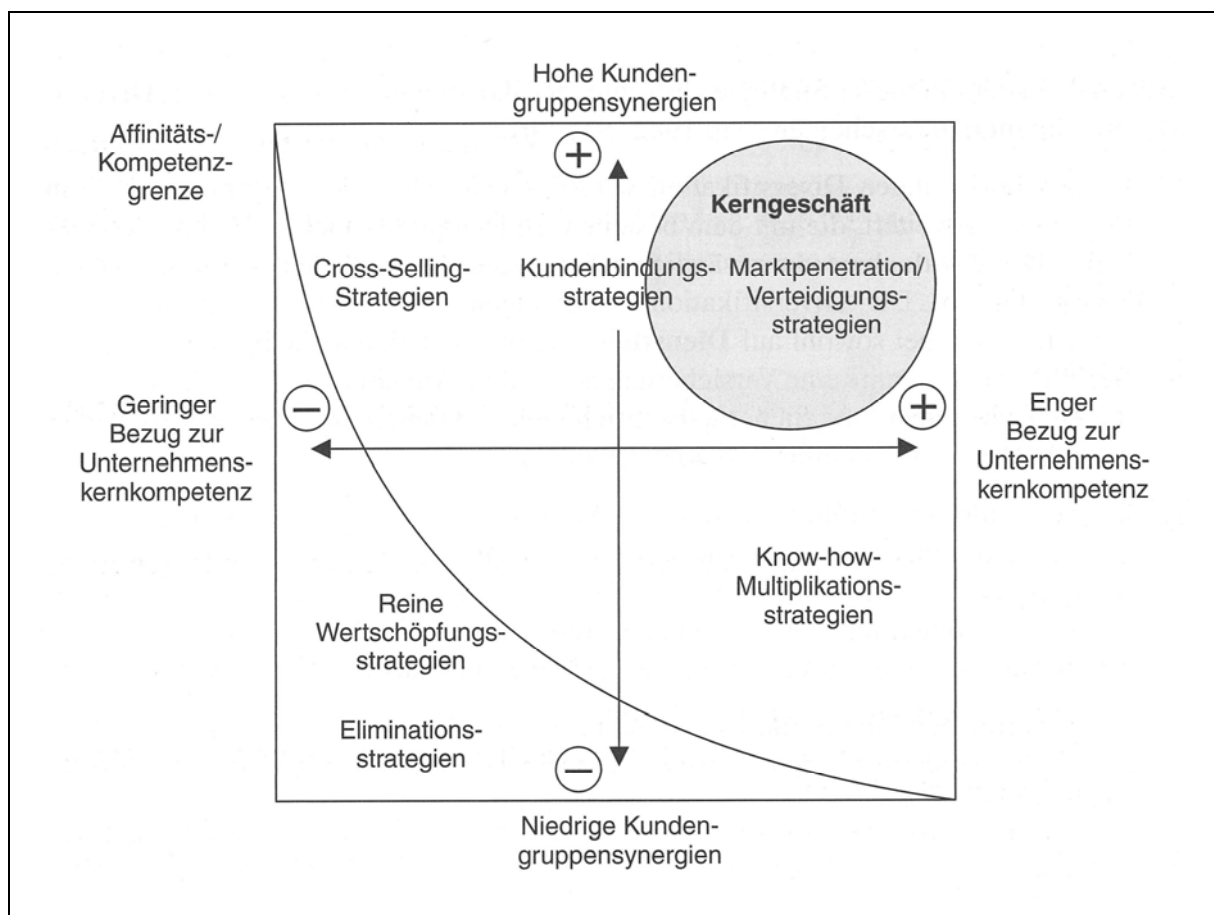 Hohe Kunden-
gruppensynergien
Affinitäts-/
Kompetenz-
grenze
+
Kerngeschäft
Cross-Selling-
Strategien
Kundenbindungs-
strategien
Marktpenetration/
Verteidigungs-
strategien
Geringer
Bezug zur
Unternehmens-
kernkompetenz
−
+
Enger
Bezug zur
Unternehmens-
kernkompetenz
Know-how-
Multiplikations-
strategien
Reine
Wertschöpfungs-
strategien
Eliminations-
strategien
−
Niedrige Kunden-
gruppensynergien